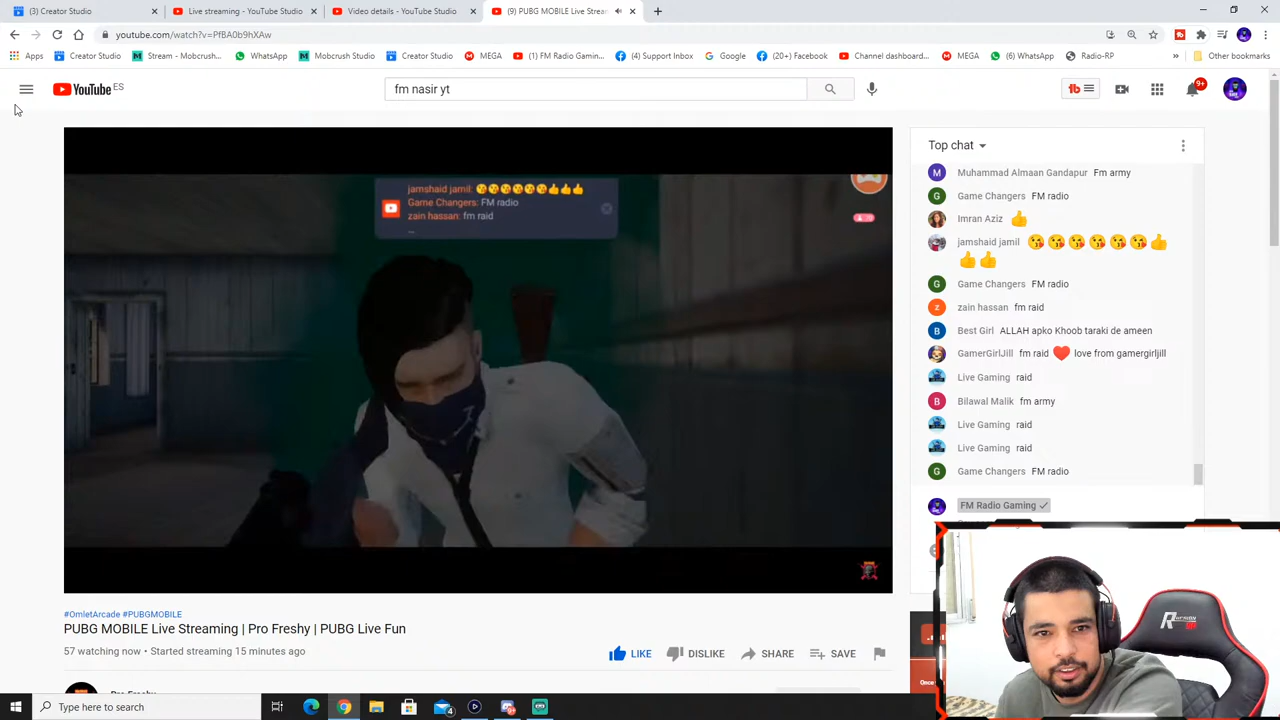 (3) Creator Studio
Live streaming - YouTube Studio
Video details - YouTube Studio
(9) PUBG MOBILE Live Strea
youtube.com/watch?v=PfBA0b9hXAw
Apps
Creator Studio
Stream - Mobcrush...
WhatsApp
Mobcrush Studio
Creator Studio
MEGA
(1) FM Radio Gamin...
(4) Support Inbox
Google
(20+) Facebook
Channel dashboard...
MEGA
(6) WhatsApp
Radio-RP
»
Other bookmarks
YouTube ES
fm nasir yt
9+
jamshaid jamil: 😘😘😘😘😘😘👍👍👍
Game Changers: FM radio
zain hassan: fm raid
...
Top chat
M Muhammad Almaan Gandapur Fm army
G Game Changers FM radio
Imran Aziz 👍
jamshaid jamil 😘😘😘😘😘😘👍
👍👍
G Game Changers FM radio
z zain hassan fm raid
B Best Girl ALLAH apko Khoob taraki de ameen
GamerGirlJill fm raid ❤️ love from gamergirljill
Live Gaming raid
B Bilawal Malik fm army
Live Gaming raid
Live Gaming raid
G Game Changers FM radio
FM Radio Gaming ✓
#OmletArcade #PUBGMOBILE
PUBG MOBILE Live Streaming | Pro Freshy | PUBG Live Fun
57 watching now • Started streaming 15 minutes ago
LIKE
DISLIKE
SHARE
SAVE
Pro Freshy
Type here to search